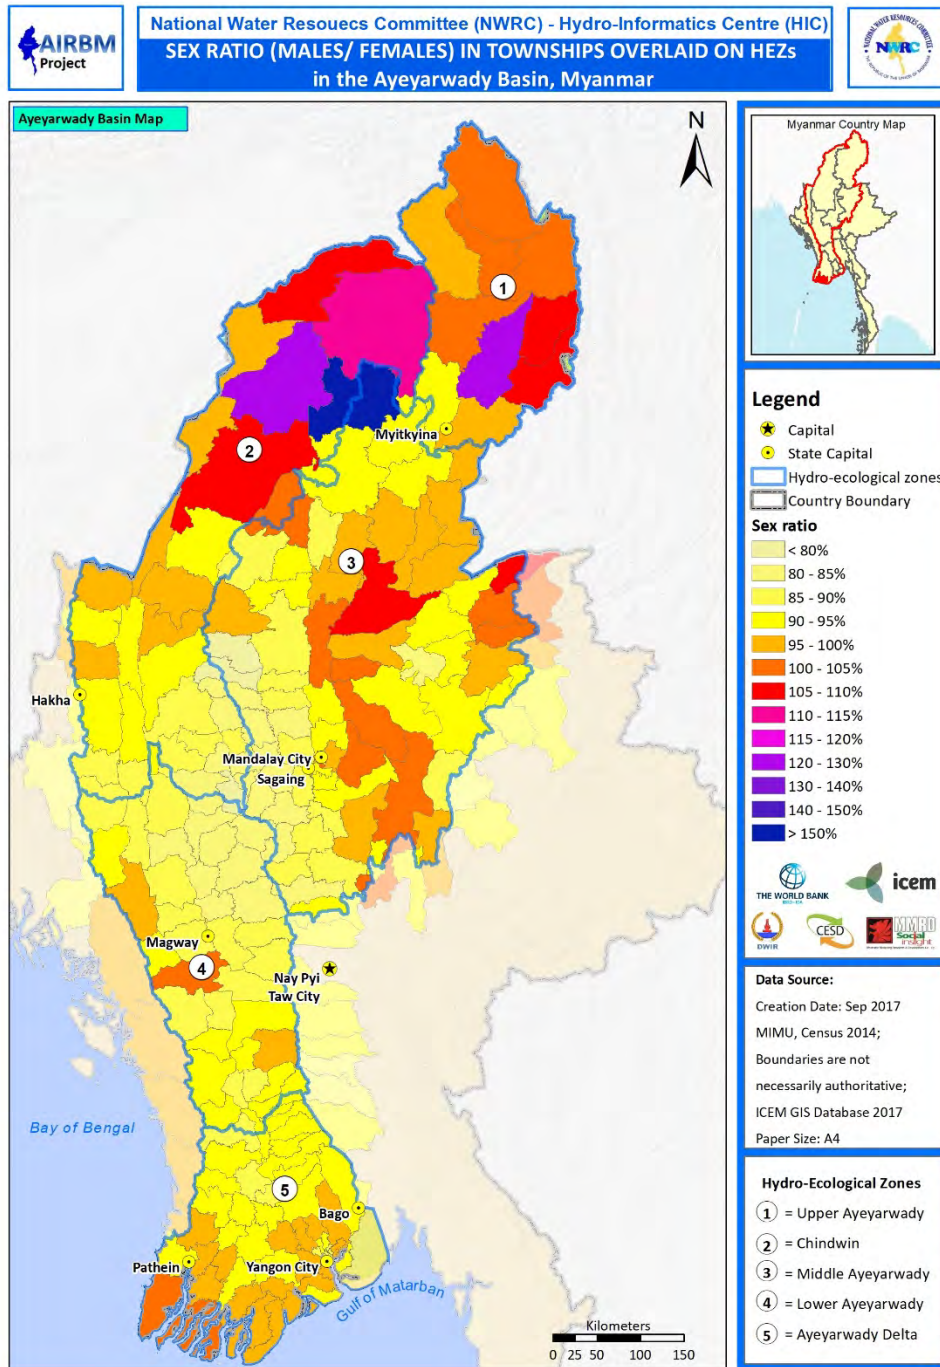 AIRBM
Project
National Water Resouecs Committee (NWRC) - Hydro-Informatics Centre (HIC)
SEX RATIO (MALES/ FEMALES) IN TOWNSHIPS OVERLAID ON HEZs
in the Ayeyarwady Basin, Myanmar
NWRC
Ayeyarwady Basin Map
N
1
2
Myitkyina
3
Hakha
Mandalay City
Sagaing
Magway
4
Nay Pyi
Taw City
Bay of Bengal
5
Bago
Pathein
Yangon City
Gulf of Matarban
Kilometers
0 25 50 100 150
Myanmar Country Map
Legend
Capital
State Capital
Hydro-ecological zones
Country Boundary
Sex ratio
< 80%
80 - 85%
85 - 90%
90 - 95%
95 - 100%
100 - 105%
105 - 110%
110 - 115%
115 - 120%
120 - 130%
130 - 140%
140 - 150%
> 150%
THE WORLD BANK
icem
DWIR
CESD
MMRD
Social
insight
Data Source:
Creation Date: Sep 2017
MIMU, Census 2014;
Boundaries are not
necessarily authoritative;
ICEM GIS Database 2017
Paper Size: A4
Hydro-Ecological Zones
1 = Upper Ayeyarwady
2 = Chindwin
3 = Middle Ayeyarwady
4 = Lower Ayeyarwady
5 = Ayeyarwady Delta